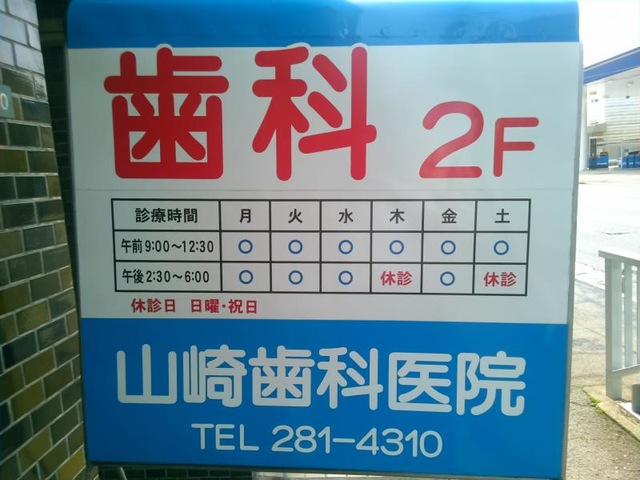 歯科 2F
診療時間 月 火 水 木 金 土
午前9:00〜12:30 ○ ○ ○ ○ ○ ○
午後2:30〜6:00 ○ ○ ○ 休診 ○ 休診
休診日 日曜・祝日
山崎歯科医院
TEL 281-4310